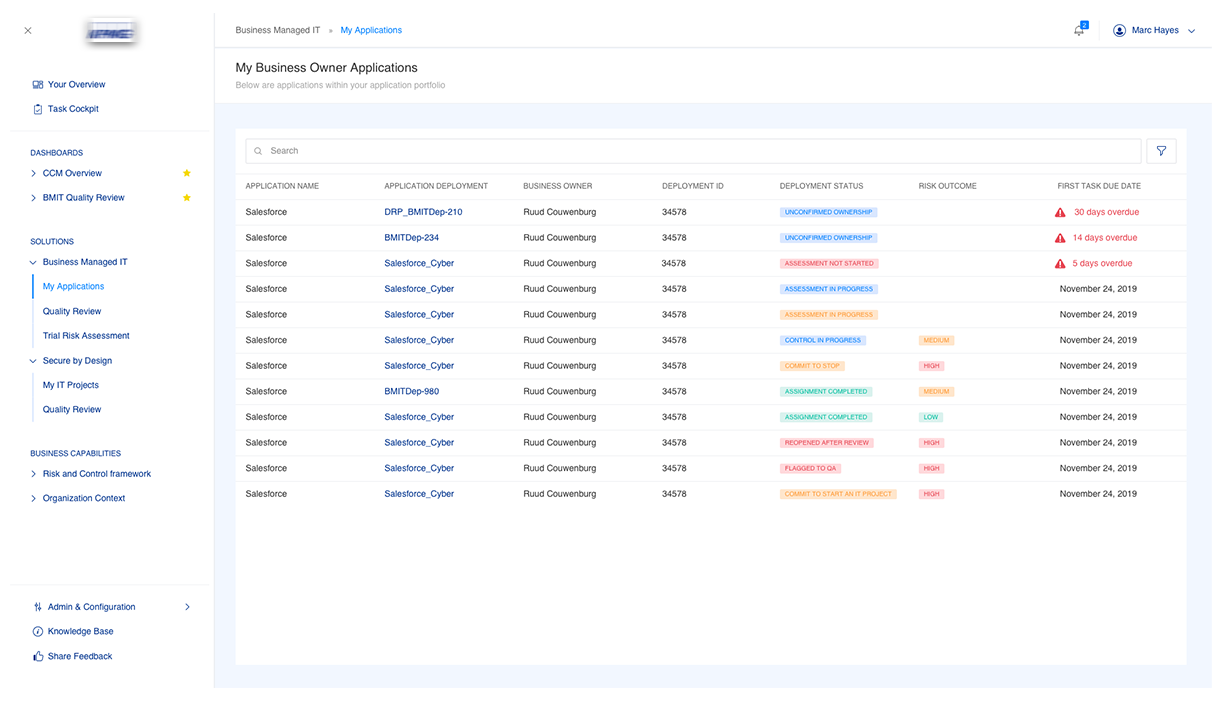 Business Managed IT » My Applications
2
Marc Hayes
Your Overview
Task Cockpit
DASHBOARDS
CCM Overview
BMIT Quality Review
SOLUTIONS
Business Managed IT
My Applications
Quality Review
Trial Risk Assessment
Secure by Design
My IT Projects
Quality Review
BUSINESS CAPABILITIES
Risk and Control framework
Organization Context
Admin & Configuration
Knowledge Base
Share Feedback
My Business Owner Applications
Below are applications within your application portfolio
Search
APPLICATION NAME APPLICATION DEPLOYMENT BUSINESS OWNER DEPLOYMENT ID DEPLOYMENT STATUS RISK OUTCOME FIRST TASK DUE DATE
Salesforce DRP_BMITDep-210 Ruud Couwenburg 34578 UNCONFIRMED OWNERSHIP 30 days overdue
Salesforce BMITDep-234 Ruud Couwenburg 34578 UNCONFIRMED OWNERSHIP 14 days overdue
Salesforce Salesforce_Cyber Ruud Couwenburg 34578 ASSESSMENT NOT STARTED 5 days overdue
Salesforce Salesforce_Cyber Ruud Couwenburg 34578 ASSESSMENT IN PROGRESS November 24, 2019
Salesforce Salesforce_Cyber Ruud Couwenburg 34578 ASSESSMENT IN PROGRESS November 24, 2019
Salesforce Salesforce_Cyber Ruud Couwenburg 34578 CONTROL IN PROGRESS MEDIUM November 24, 2019
Salesforce Salesforce_Cyber Ruud Couwenburg 34578 COMMIT TO STOP HIGH November 24, 2019
Salesforce BMITDep-980 Ruud Couwenburg 34578 ASSIGNMENT COMPLETED MEDIUM November 24, 2019
Salesforce Salesforce_Cyber Ruud Couwenburg 34578 ASSIGNMENT COMPLETED LOW November 24, 2019
Salesforce Salesforce_Cyber Ruud Couwenburg 34578 REOPENED AFTER REVIEW HIGH November 24, 2019
Salesforce Salesforce_Cyber Ruud Couwenburg 34578 FLAGGED TO QA HIGH November 24, 2019
Salesforce Salesforce_Cyber Ruud Couwenburg 34578 COMMIT TO START AN IT PROJECT HIGH November 24, 2019